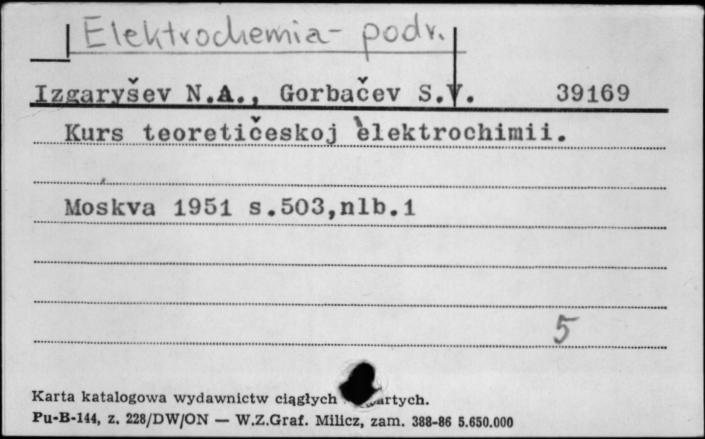 Elektrochemia - podr.
Izgaryšev N.A., Gorbačev S.V. 39169
Kurs teoretičeskoj èlektrochimii.
Moskva 1951 s.503,nlb.1
5
Karta katalogowa wydawnictw ciągłych
Pu-B-144, z. 228/DW/ON — W.Z.Graf. Milicz, zam. 388-86 5.650.000